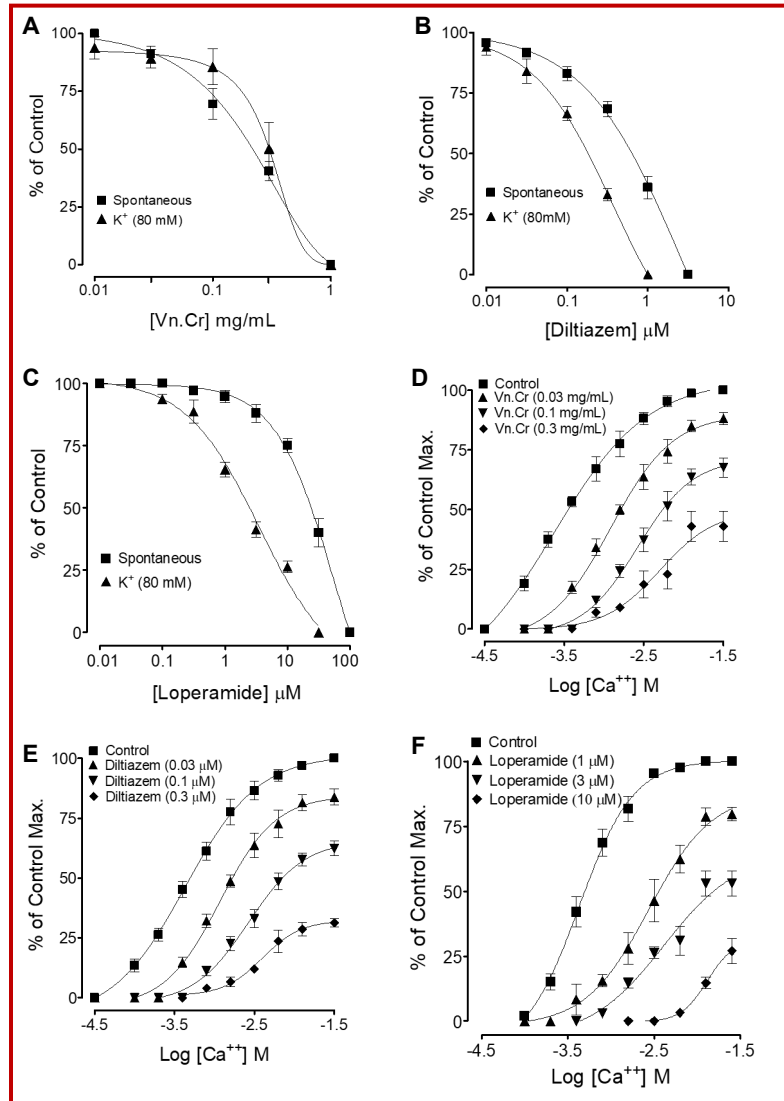 A
100
75
50
25
0
% of Control
Spontaneous
K+ (80 mM)
0.01
0.1
1
[Vn.Cr] mg/mL
B
100
75
50
25
0
% of Control
Spontaneous
K+ (80mM)
0.01
0.1
1
10
[Diltiazem] μM
C
100
75
50
25
0
% of Control
Spontaneous
K+ (80 mM)
0.01
0.1
1
10
100
[Loperamide] μM
D
Control
Vn.Cr (0.03 mg/mL)
Vn.Cr (0.1 mg/mL)
Vn.Cr (0.3 mg/mL)
100
75
50
25
0
% of Control Max.
-4.5
-3.5
-2.5
-1.5
Log [Ca++] M
E
Control
Diltiazem (0.03 μM)
Diltiazem (0.1 μM)
Diltiazem (0.3 μM)
100
75
50
25
0
% of Control Max.
-4.5
-3.5
-2.5
-1.5
Log [Ca++] M
F
Control
Loperamide (1 μM)
Loperamide (3 μM)
Loperamide (10 μM)
100
75
50
25
0
% of Control Max.
-4.5
-3.5
-2.5
-1.5
Log [Ca++] M